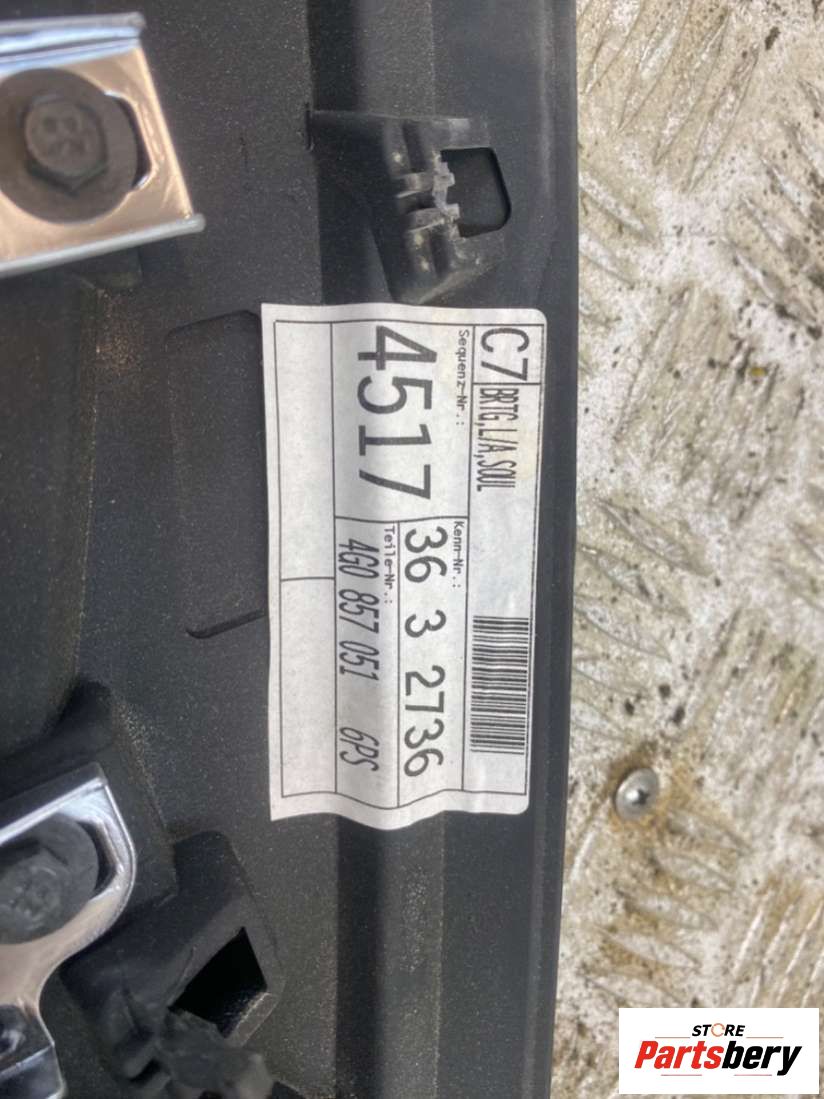 C7 BRTG,L/A,SOUL
Sequenz-Nr.:
4517
Kenn-Nr.:
36 3 2736
Teile-Nr.:
4G0 857 051 6PS
STORE
Partsbery